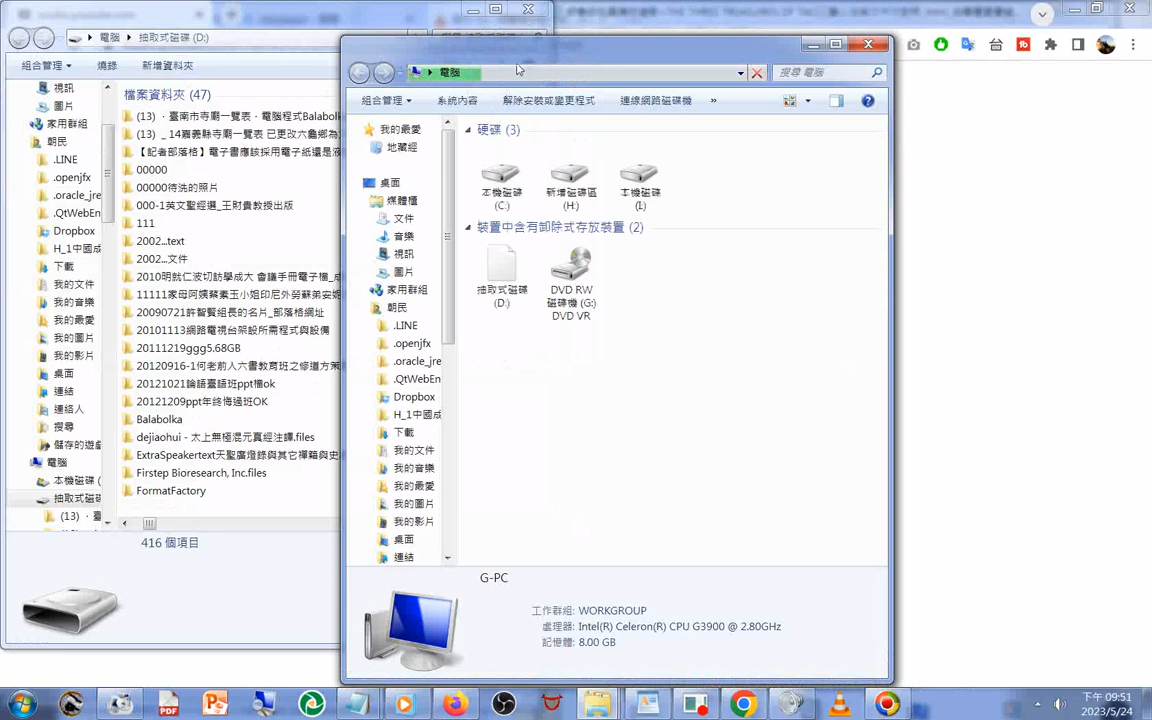 電腦 ▸ 抽取式磁碟 (D:)
組合管理 燒錄 新增資料夾
視訊
圖片
家用群組
朝民
.LINE
.openjfx
.oracle_jre
.QtWebEn
Dropbox
H_1中國成
下載
我的文件
我的音樂
我的最愛
我的圖片
我的影片
桌面
連結
連絡人
搜尋
儲存的遊戲
電腦
本機磁碟 (
抽取式磁碟
(13) ﹒臺
檔案資料夾 (47)
(13) ﹒臺南市寺廟一覽表﹒電腦程式Balabolk
(13) _ 14嘉義縣寺廟一覽表 已更改六龜鄉為
【記者部落格】電子書應該採用電子紙還是液
00000
00000待洗的照片
000-1英文聖經選_王財貴教授出版
111
2002...text
2002...文件
2010明就仁波切訪學成大 會議手冊電子檔_
11111家母阿姨蔡素玉小姐印尼外勞蘇弟安姬
20090721許智賢組長的名片_部落格網址
20101113網路電視台架設所需程式與設備
20111219ggg5.68GB
20120916-1何老前人六書教育班之修道方策
20121021論語臺語班ppt檔ok
20121209ppt年終悔過班OK
Balabolka
dejiaohui - 太上無極混元真經注譯.files
ExtraSpeakertext天聖廣燈錄與其它禪籍與史
Firstep Bioresearch, Inc.files
FormatFactory
416 個項目
電腦
搜尋 電腦
組合管理 系統內容 解除安裝或變更程式 連線網路磁碟機 »
我的最愛
地藏經
桌面
媒體櫃
文件
音樂
視訊
圖片
家用群組
朝民
.LINE
.openjfx
.oracle_jre
.QtWebEn
Dropbox
H_1中國成
下載
我的文件
我的音樂
我的最愛
我的圖片
我的影片
桌面
連結
硬碟 (3)
本機磁碟 (C:)
新增磁碟區 (H:)
本機磁碟 (I:)
裝置中含有卸除式存放裝置 (2)
抽取式磁碟 (D:)
DVD RW 磁碟機 (G:) DVD VR
G-PC
工作群組: WORKGROUP
處理器: Intel(R) Celeron(R) CPU G3900 @ 2.80GHz
記憶體: 8.00 GB
PDF
下午 09:51
2023/5/24